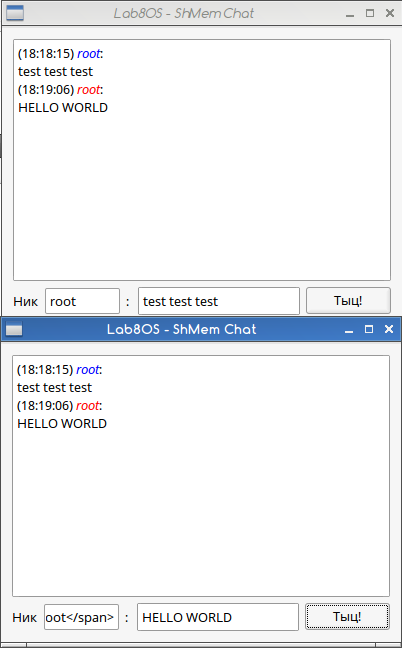 Lab8OS - ShMem Chat
(18:18:15) root:
test test test
(18:19:06) root:
HELLO WORLD
Ник root : test test test Тыц!
Lab8OS - ShMem Chat
(18:18:15) root:
test test test
(18:19:06) root:
HELLO WORLD
Ник oot</span> : HELLO WORLD Тыц!